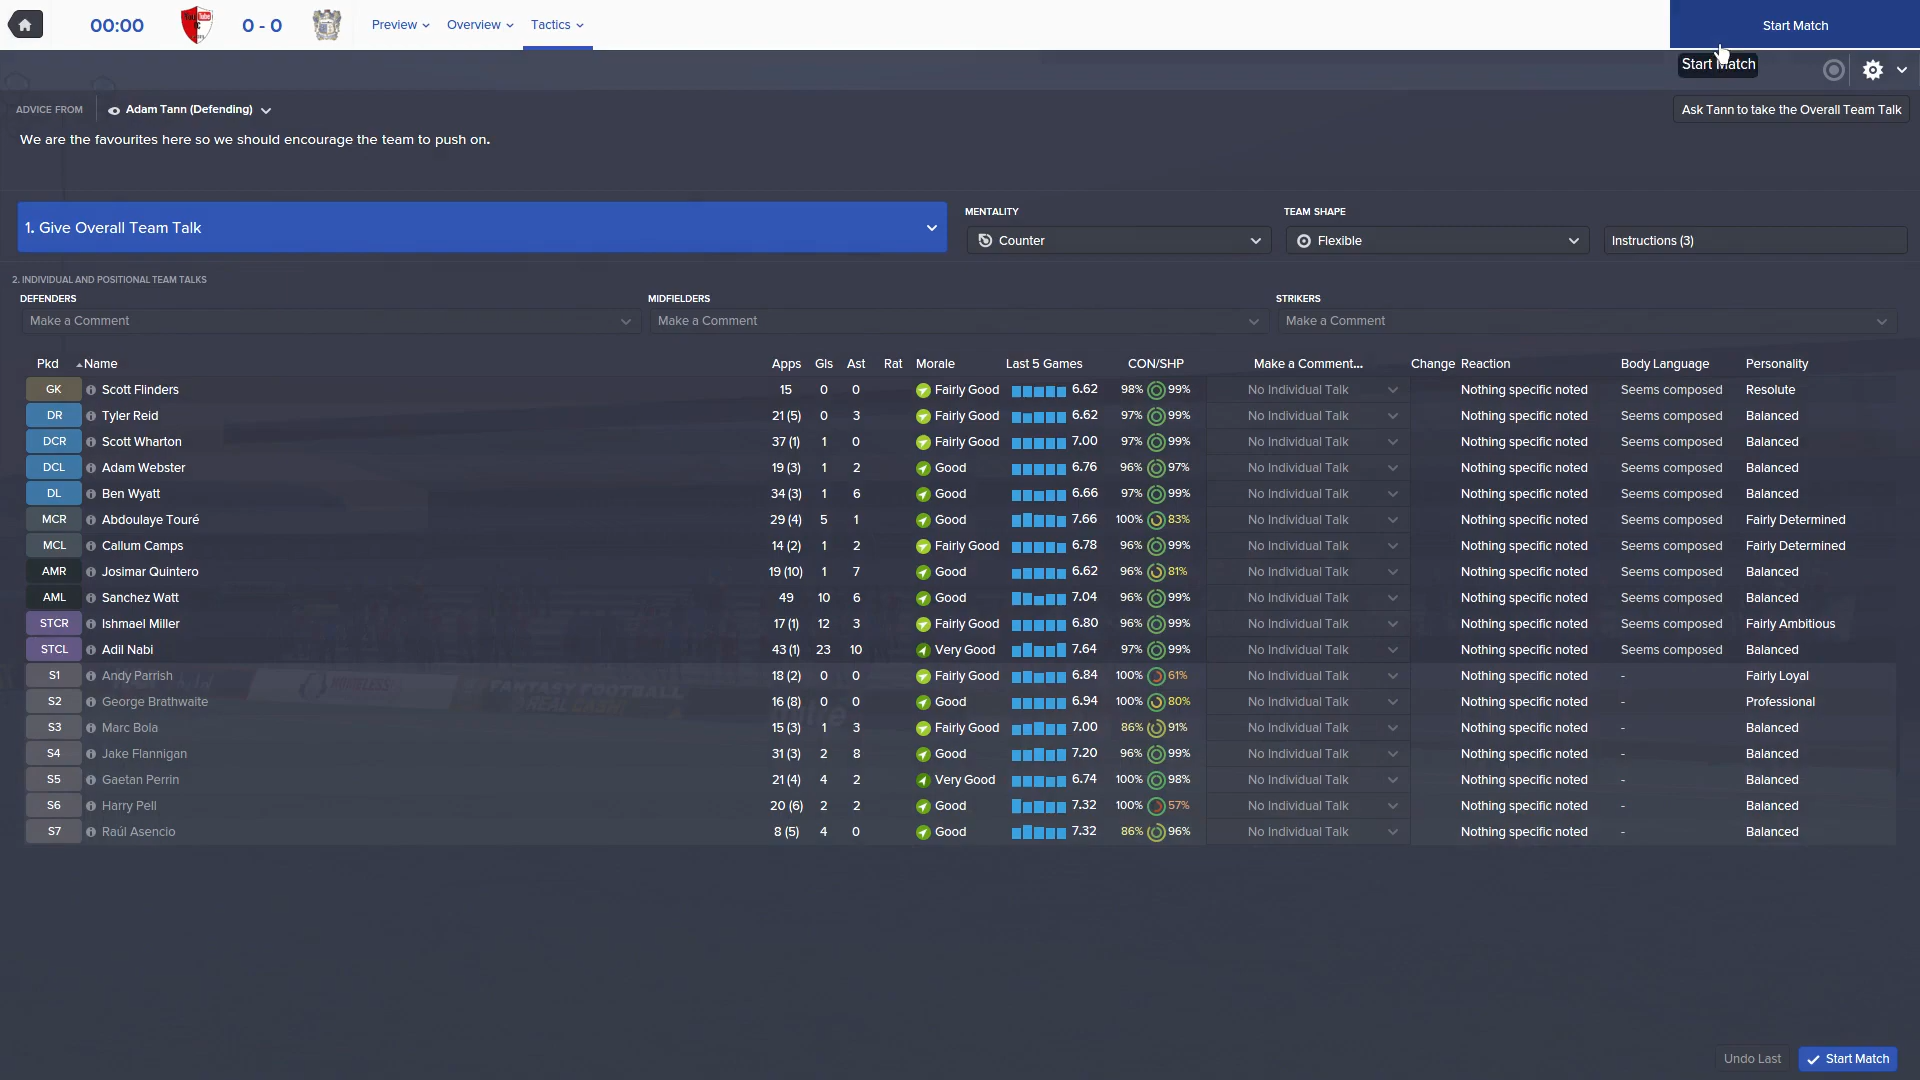 00:00 0 - 0 Preview Overview Tactics Start Match
Start Match
ADVICE FROM Adam Tann (Defending) Ask Tann to take the Overall Team Talk
We are the favourites here so we should encourage the team to push on.
MENTALITY TEAM SHAPE
1. Give Overall Team Talk Counter Flexible Instructions (3)
2. INDIVIDUAL AND POSITIONAL TEAM TALKS
DEFENDERS MIDFIELDERS STRIKERS
Make a Comment Make a Comment Make a Comment
Pkd Name Apps Gls Ast Rat Morale Last 5 Games CON/SHP Make a Comment... Change Reaction Body Language Personality
GK Scott Flinders 15 0 0 Fairly Good 6.62 98% 99% No Individual Talk Nothing specific noted Seems composed Resolute
DR Tyler Reid 21 (5) 0 3 Fairly Good 6.62 97% 99% No Individual Talk Nothing specific noted Seems composed Balanced
DCR Scott Wharton 37 (1) 1 0 Fairly Good 7.00 97% 99% No Individual Talk Nothing specific noted Seems composed Balanced
DCL Adam Webster 19 (3) 1 2 Good 6.76 96% 97% No Individual Talk Nothing specific noted Seems composed Balanced
DL Ben Wyatt 34 (3) 1 6 Good 6.66 97% 99% No Individual Talk Nothing specific noted Seems composed Balanced
MCR Abdoulaye Touré 29 (4) 5 1 Good 7.66 100% 83% No Individual Talk Nothing specific noted Seems composed Fairly Determined
MCL Callum Camps 14 (2) 1 2 Fairly Good 6.78 96% 99% No Individual Talk Nothing specific noted Seems composed Fairly Determined
AMR Josimar Quintero 19 (10) 1 7 Good 6.62 96% 81% No Individual Talk Nothing specific noted Seems composed Balanced
AML Sanchez Watt 49 10 6 Good 7.04 96% 99% No Individual Talk Nothing specific noted Seems composed Balanced
STCR Ishmael Miller 17 (1) 12 3 Fairly Good 6.80 96% 99% No Individual Talk Nothing specific noted Seems composed Fairly Ambitious
STCL Adil Nabi 43 (1) 23 10 Very Good 7.64 97% 99% No Individual Talk Nothing specific noted Seems composed Balanced
S1 Andy Parrish 18 (2) 0 0 Fairly Good 6.84 100% 61% No Individual Talk Nothing specific noted - Fairly Loyal
S2 George Brathwaite 16 (8) 0 0 Good 6.94 100% 80% No Individual Talk Nothing specific noted - Professional
S3 Marc Bola 15 (3) 1 3 Fairly Good 7.00 86% 91% No Individual Talk Nothing specific noted - Balanced
S4 Jake Flannigan 31 (3) 2 8 Good 7.20 96% 99% No Individual Talk Nothing specific noted - Balanced
S5 Gaetan Perrin 21 (4) 4 2 Very Good 6.74 100% 98% No Individual Talk Nothing specific noted - Balanced
S6 Harry Pell 20 (6) 2 2 Good 7.32 100% 57% No Individual Talk Nothing specific noted - Balanced
S7 Raúl Asencio 8 (5) 4 0 Good 7.32 86% 96% No Individual Talk Nothing specific noted - Balanced
Undo Last Start Match